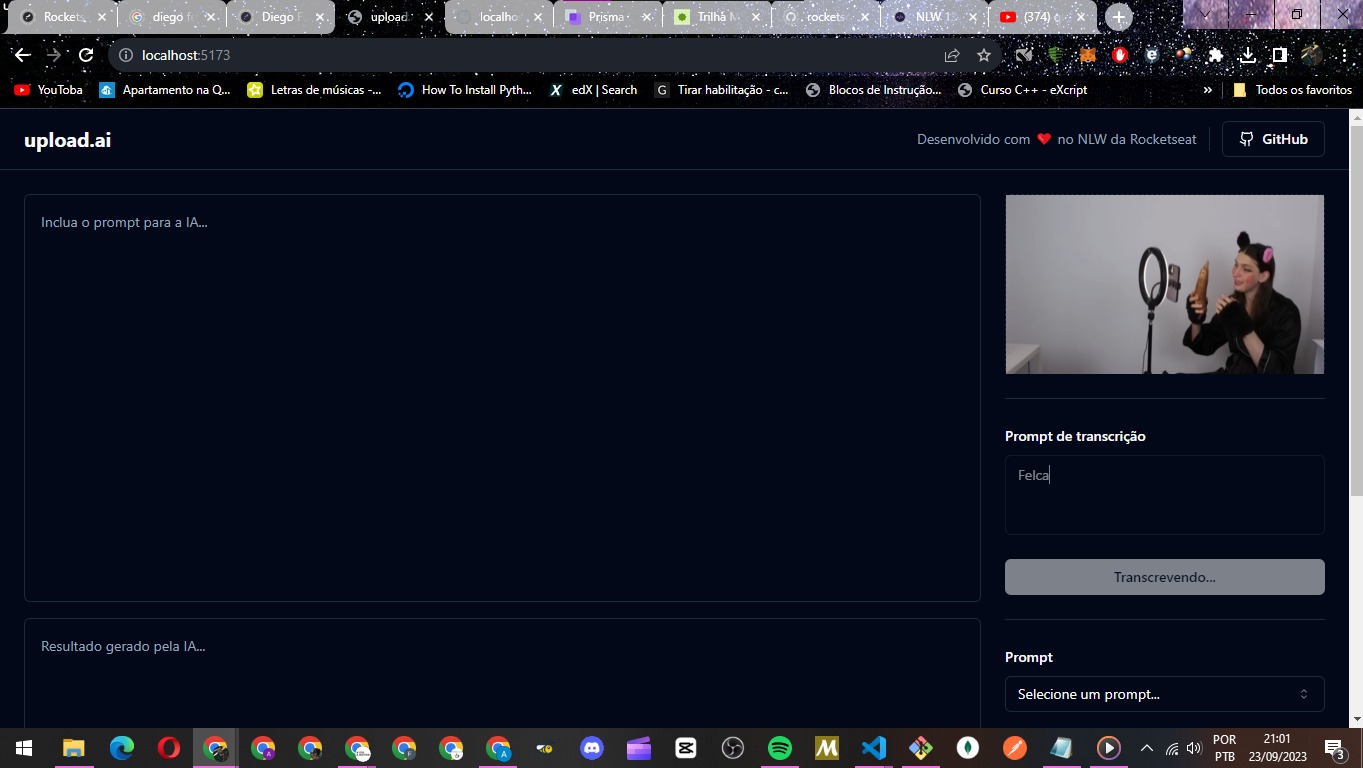 Rockets
diego f
Diego F
upload.
localho
Prisma
Trilha M
rockets
NLW 1
(374) q
localhost:5173
YouToba
Apartamento na Q...
Letras de músicas -...
How To Install Pyth...
edX | Search
Tirar habilitação - c...
Blocos de Instrução...
Curso C++ - eXcript
»
Todos os favoritos
upload.ai
Desenvolvido com ❤ no NLW da Rocketseat
GitHub
Inclua o prompt para a IA...
Prompt de transcrição
Felca
Transcrevendo...
Resultado gerado pela IA...
Prompt
Selecione um prompt...
POR
PTB
21:01
23/09/2023
3